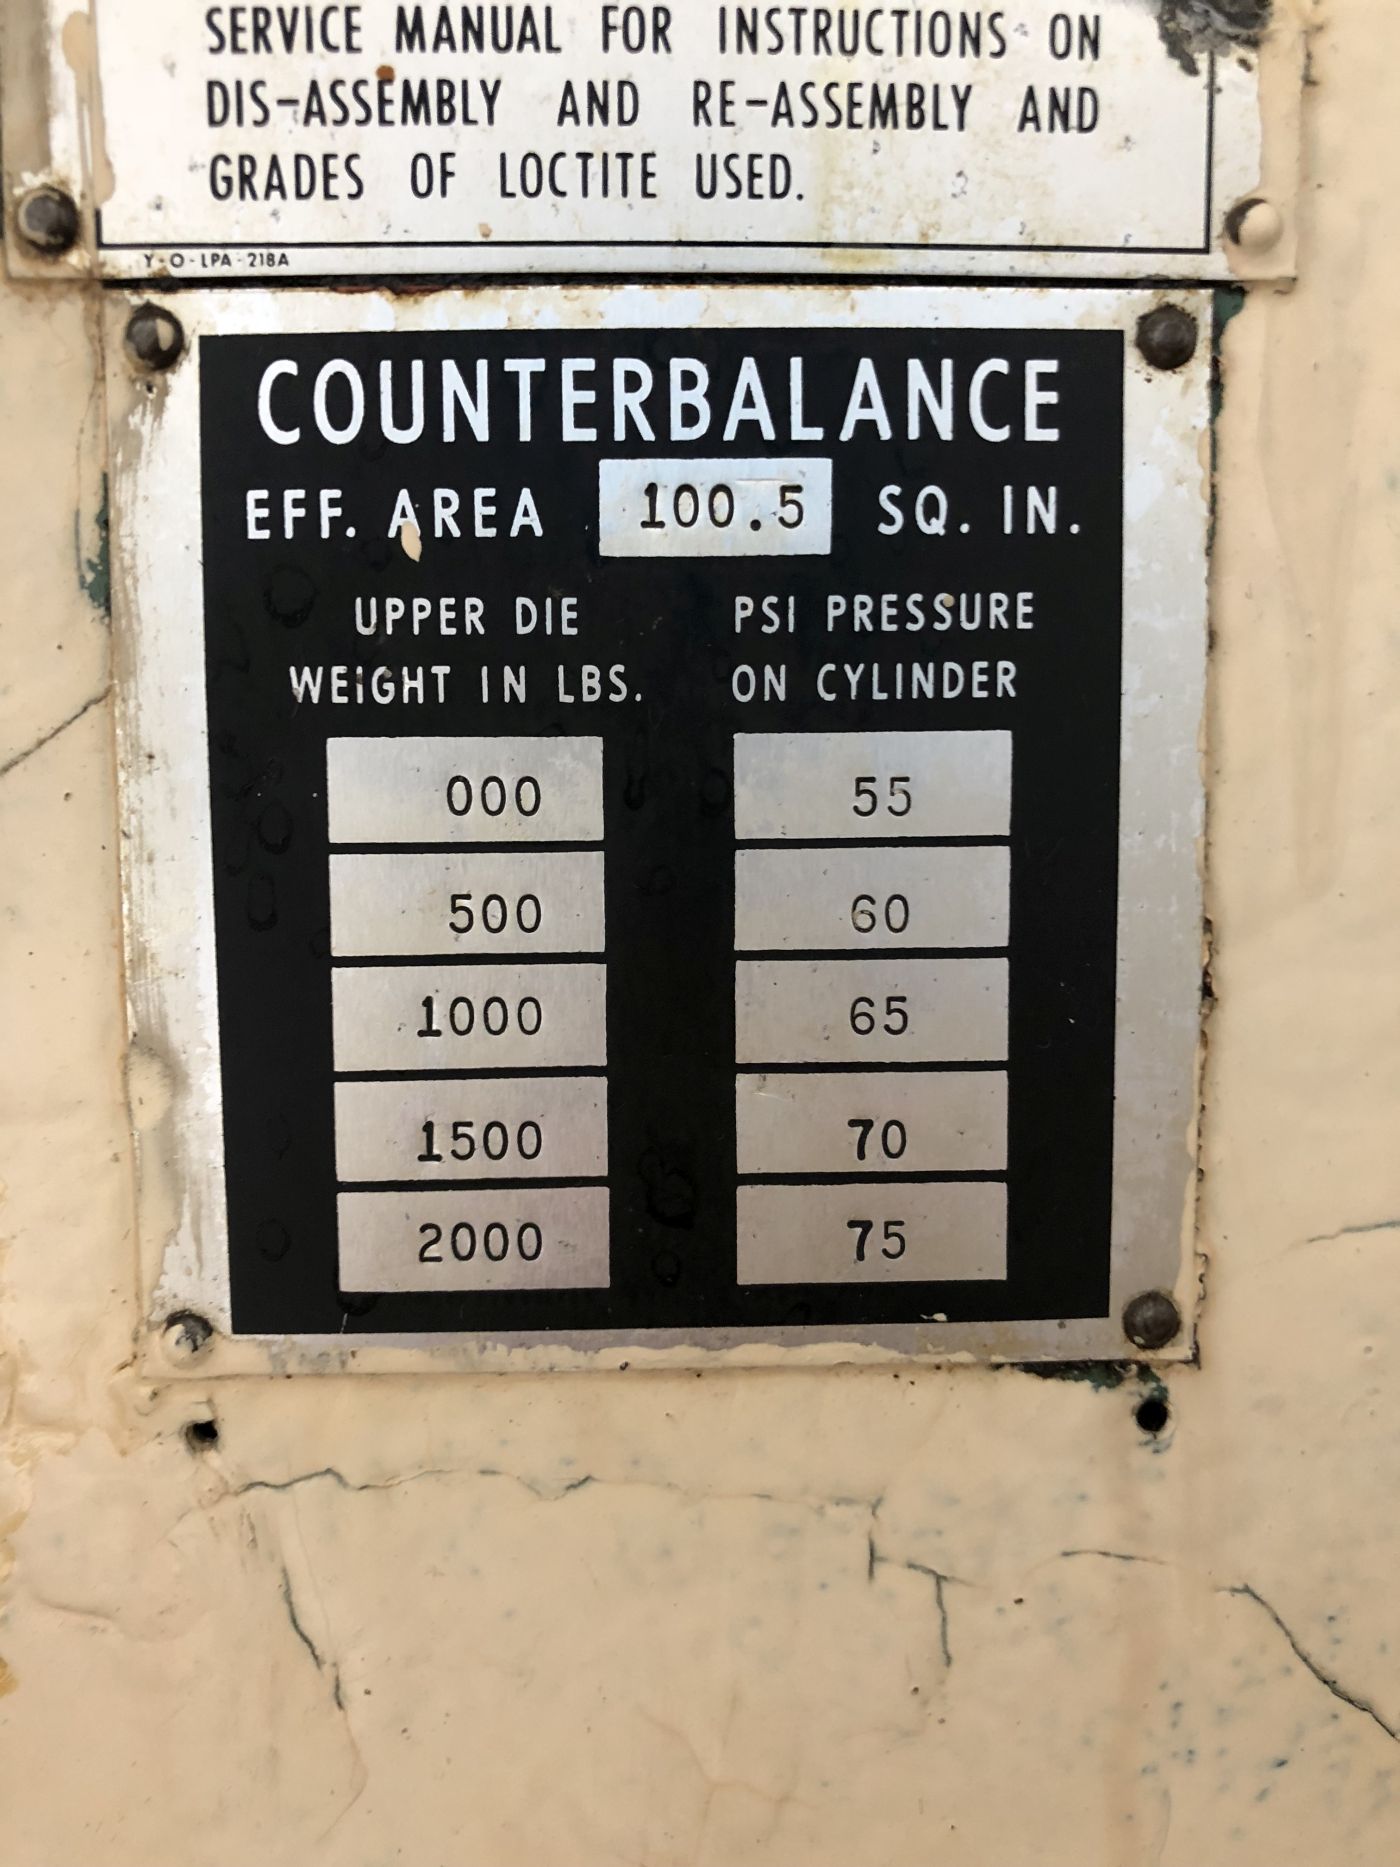 SERVICE MANUAL FOR INSTRUCTIONS ON
DIS-ASSEMBLY AND RE-ASSEMBLY AND
GRADES OF LOCTITE USED.
Y-O-LPA-218A
COUNTERBALANCE
EFF. AREA 100.5 SQ. IN.
UPPER DIE PSI PRESSURE
WEIGHT IN LBS. ON CYLINDER
000 55
500 60
1000 65
1500 70
2000 75